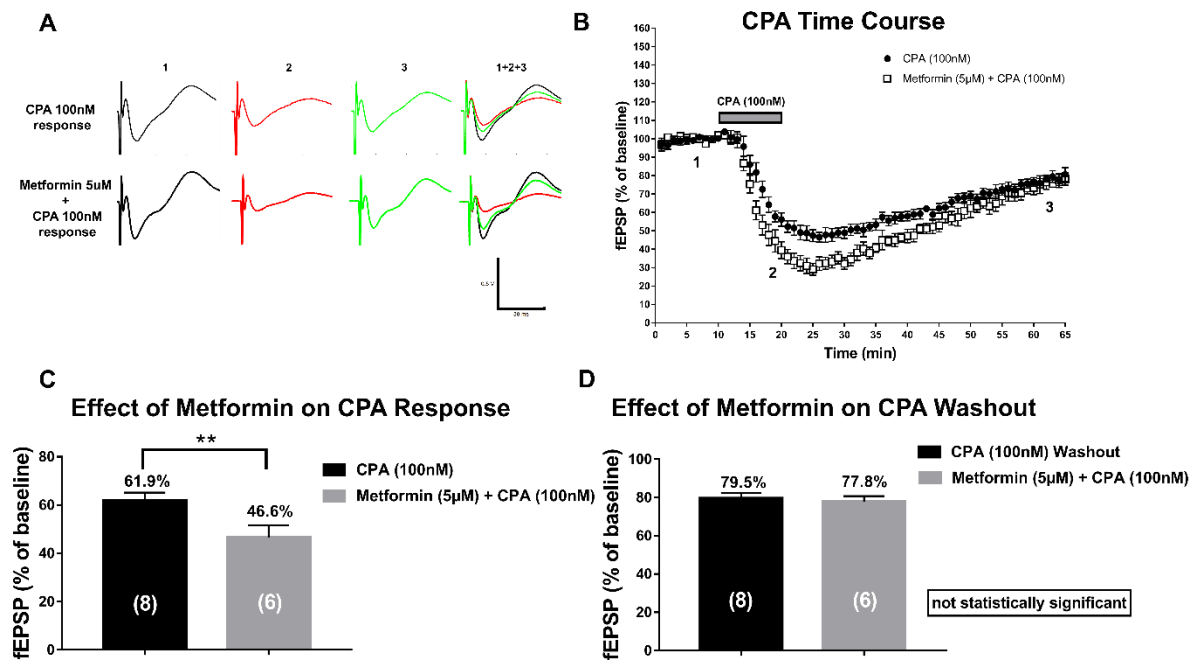 A
1
2
3
1+2+3
CPA 100nM
response
Metformin 5uM
+
CPA 100nM
response
0.5 V
20 ms
B
CPA Time Course
CPA (100nM)
Metformin (5µM) + CPA (100nM)
CPA (100nM)
fEPSP (% of baseline)
160
150
140
130
120
110
100
90
80
70
60
50
40
30
20
10
0
1
2
3
0 5 10 15 20 25 30 35 40 45 50 55 60 65
Time (min)
C
Effect of Metformin on CPA Response
**
CPA (100nM)
Metformin (5µM) + CPA (100nM)
61.9%
46.6%
fEPSP (% of baseline)
80
60
40
20
0
(8)
(6)
D
Effect of Metformin on CPA Washout
CPA (100nM) Washout
Metformin (5µM) + CPA (100nM)
79.5%
77.8%
fEPSP (% of baseline)
100
80
60
40
20
0
(8)
(6)
not statistically significant